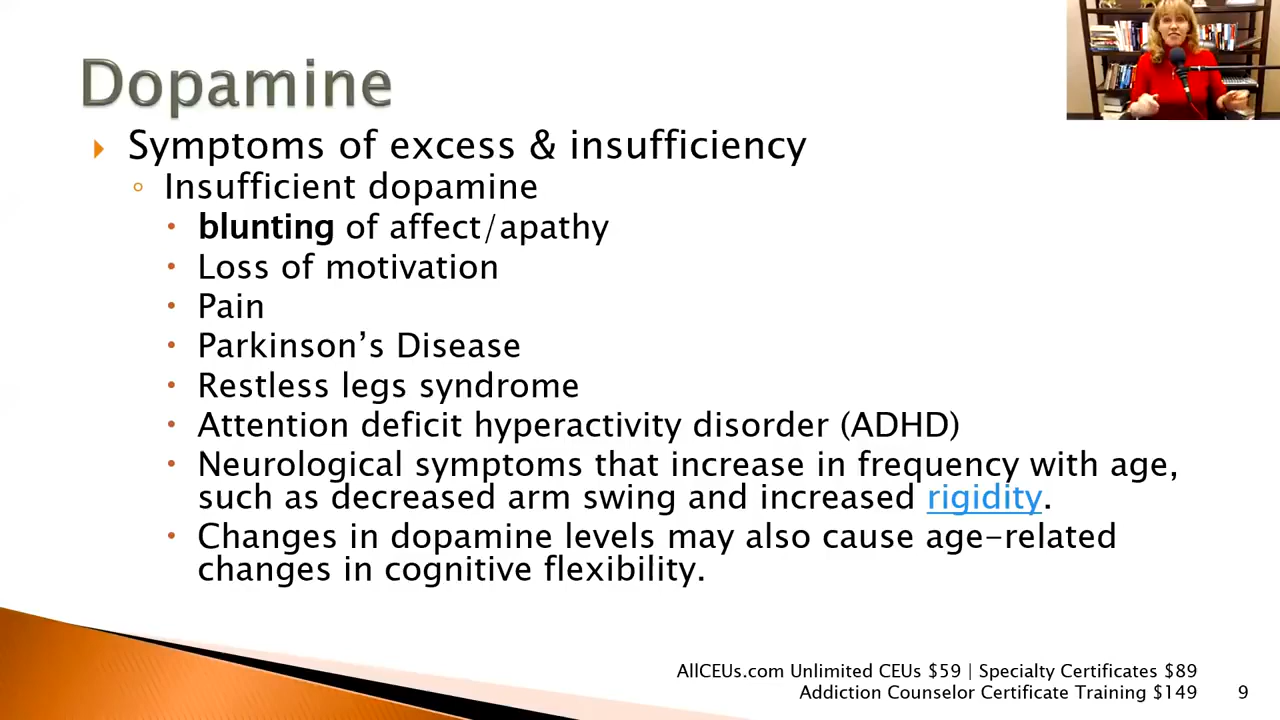 Dopamine
Symptoms of excess & insufficiency
Insufficient dopamine
blunting of affect/apathy
Loss of motivation
Pain
Parkinson’s Disease
Restless legs syndrome
Attention deficit hyperactivity disorder (ADHD)
Neurological symptoms that increase in frequency with age,
such as decreased arm swing and increased rigidity.
Changes in dopamine levels may also cause age-related
changes in cognitive flexibility.
AllCEUs.com Unlimited CEUs $59 | Specialty Certificates $89
Addiction Counselor Certificate Training $149
9